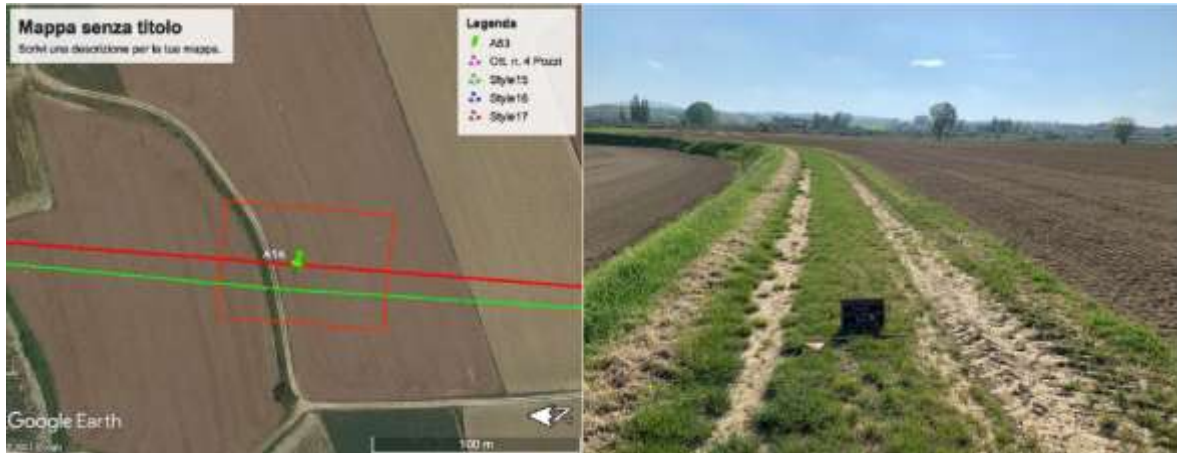 Mappa senza titolo
Scrivi una descrizione per la tua mappa.
Legenda
A63
Ott. n. 4 Pozzi
Style15
Style16
Style17
Google Earth
100 m